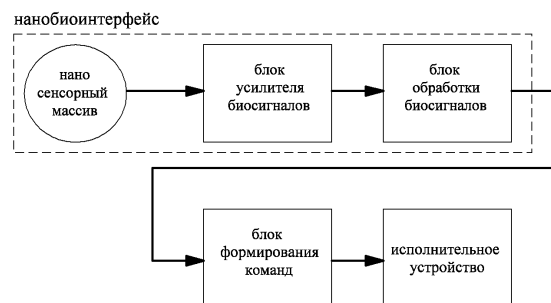 нанобиоинтерфейс
нано
сенсорный
массив
блок
усилителя
биосигналов
блок
обработки
биосигналов
блок
формирования
команд
исполнительное
устройство